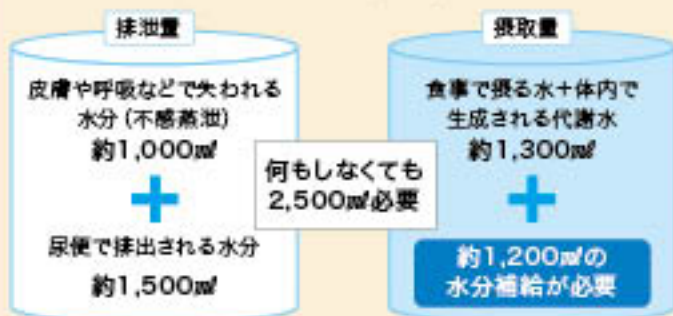 排泄量
皮膚や呼吸などで失われる
水分(不感蒸泄)
約1,000㎖
+
尿便で排出される水分
約1,500㎖
何もしなくても
2,500㎖必要
摂取量
食事で摂る水+体内で
生成される代謝水
約1,300㎖
+
約1,200㎖の
水分補給が必要